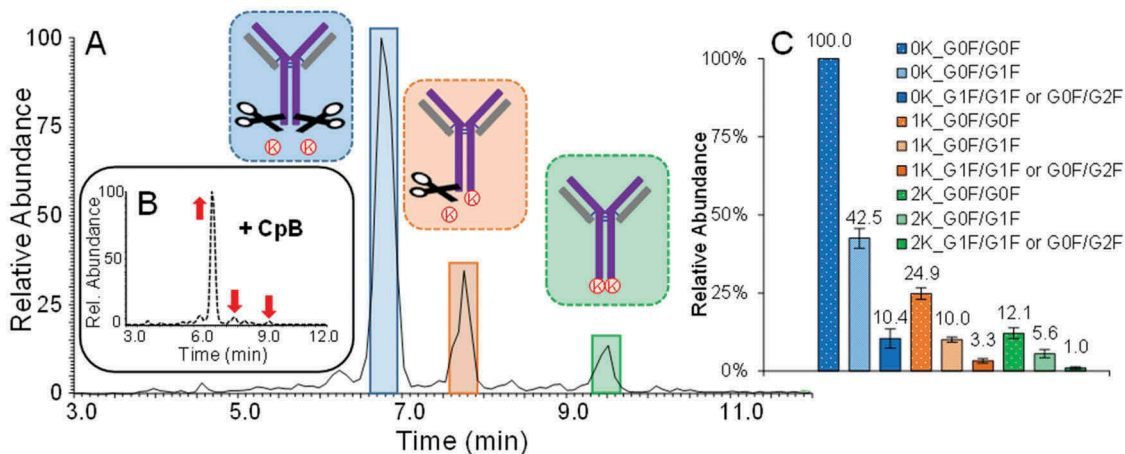 A
Relative Abundance
100
75
50
25
0
3.0 5.0 7.0 9.0 11.0
Time (min)
K K
K
K
K K
B
+ CpB
Rel. Abundance
100
50
0
3.0 6.0 9.0 12.0
Time (min)
C
Relative Abundance
100%
75%
50%
25%
0%
100.0
42.5
10.4
24.9
10.0
3.3
12.1
5.6
1.0
0K_G0F/G0F
0K_G0F/G1F
0K_G1F/G1F or G0F/G2F
1K_G0F/G0F
1K_G0F/G1F
1K_G1F/G1F or G0F/G2F
2K_G0F/G0F
2K_G0F/G1F
2K_G1F/G1F or G0F/G2F